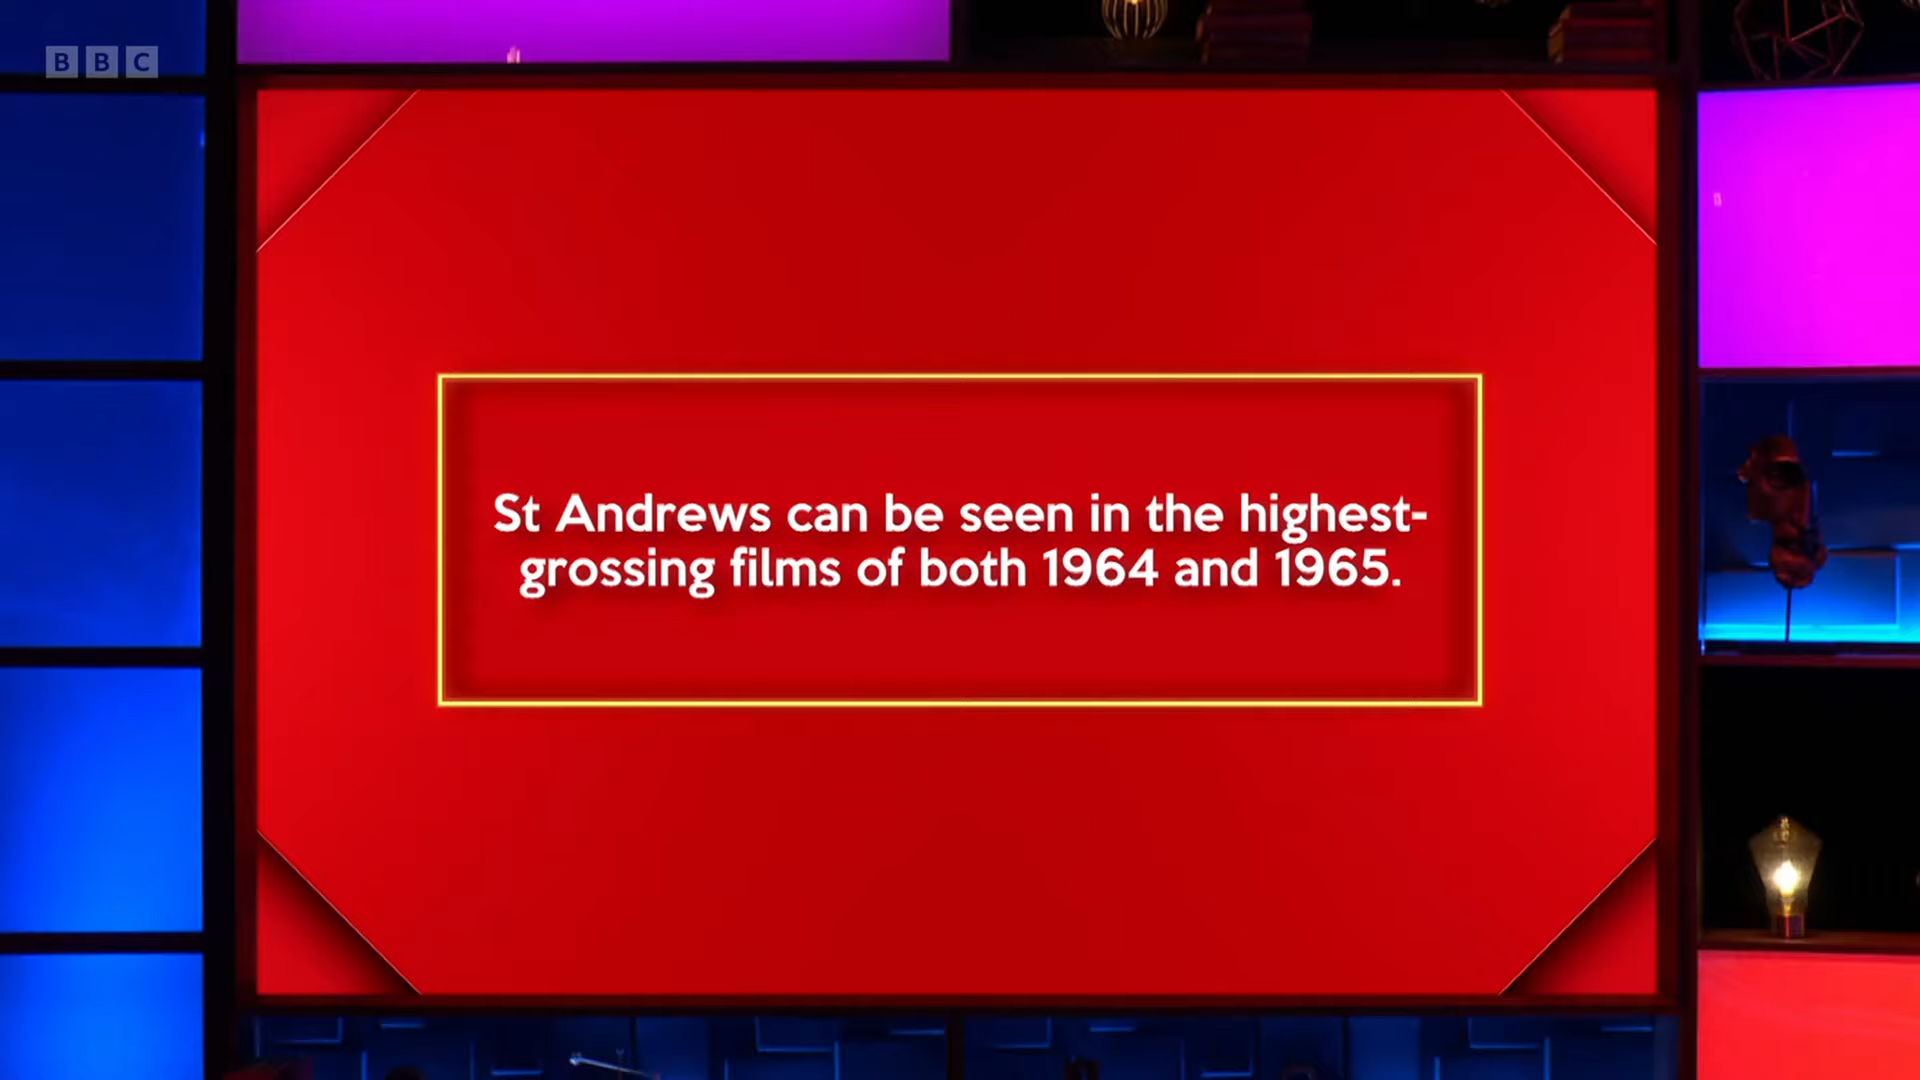 BBC
St Andrews can be seen in the highest-
grossing films of both 1964 and 1965.